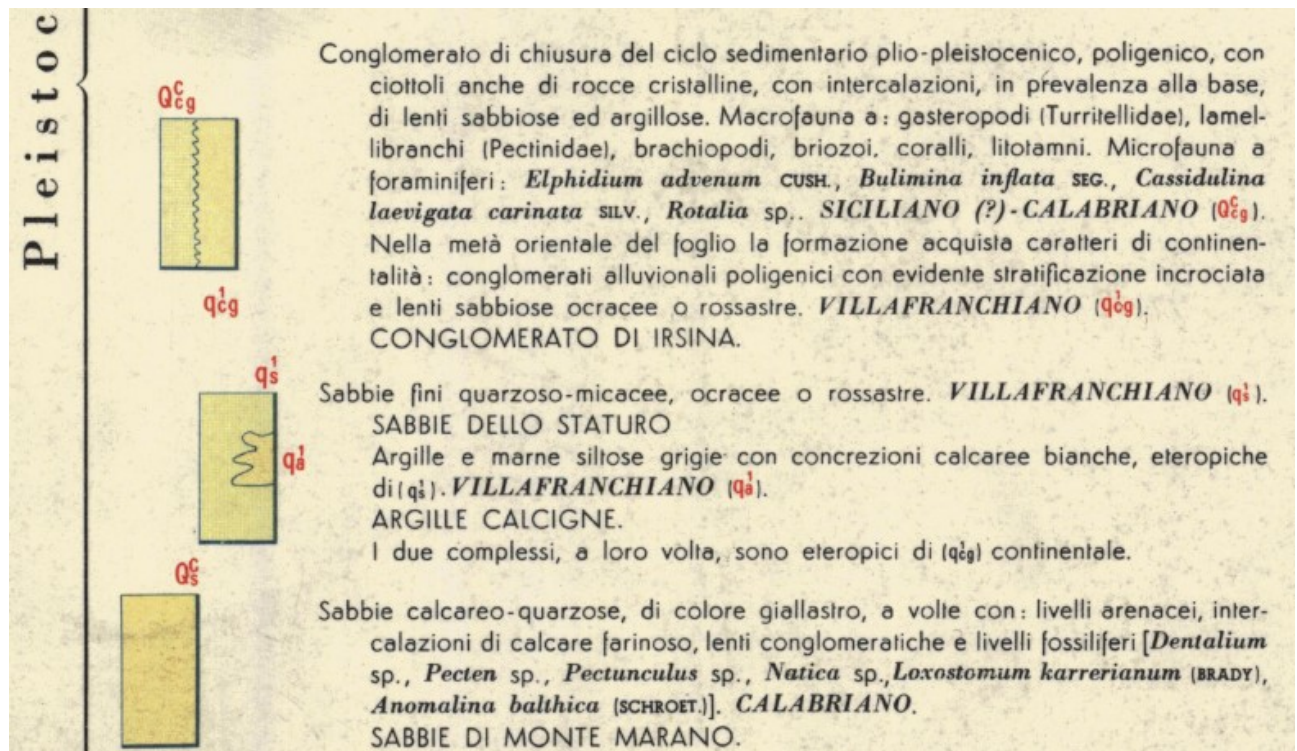 Pleistoc
Q^C_cg
Conglomerato di chiusura del ciclo sedimentario plio-pleistocenico, poligenico, con
ciottoli anche di rocce cristalline, con intercalazioni, in prevalenza alla base,
di lenti sabbiose ed argillose. Macrofauna a: gasteropodi (Turritellidae), lamel-
libranchi (Pectinidae), brachiopodi, briozoi, coralli, litotamni. Microfauna a
foraminiferi: Elphidium advenum CUSH., Bulimina inflata SEG., Cassidulina
laevigata carinata SILV., Rotalia sp.. SICILIANO (?)-CALABRIANO (Q^C_cg).
Nella metà orientale del foglio la formazione acquista caratteri di continen-
talità: conglomerati alluvionali poligenici con evidente stratificazione incrociata
e lenti sabbiose ocracee o rossastre. VILLAFRANCHIANO (q^1_cg).
CONGLOMERATO DI IRSINA.
q^1_cg
q^1_s
q^1_a
Sabbie fini quarzoso-micacee, ocracee o rossastre. VILLAFRANCHIANO (q^1_s).
SABBIE DELLO STATURO
Argille e marne siltose grigie con concrezioni calcaree bianche, eteropiche
di (q^1_s). VILLAFRANCHIANO (q^1_a).
ARGILLE CALCIGNE.
I due complessi, a loro volta, sono eteropici di (q^1_cg) continentale.
Q^C_s
Sabbie calcareo-quarzose, di colore giallastro, a volte con: livelli arenacei, inter-
calazioni di calcare farinoso, lenti conglomeratiche e livelli fossiliferi [Dentalium
sp., Pecten sp., Pectunculus sp., Natica sp., Loxostomum karrerianum (BRADY),
Anomalina balthica (SCHROET.)]. CALABRIANO.
SABBIE DI MONTE MARANO.